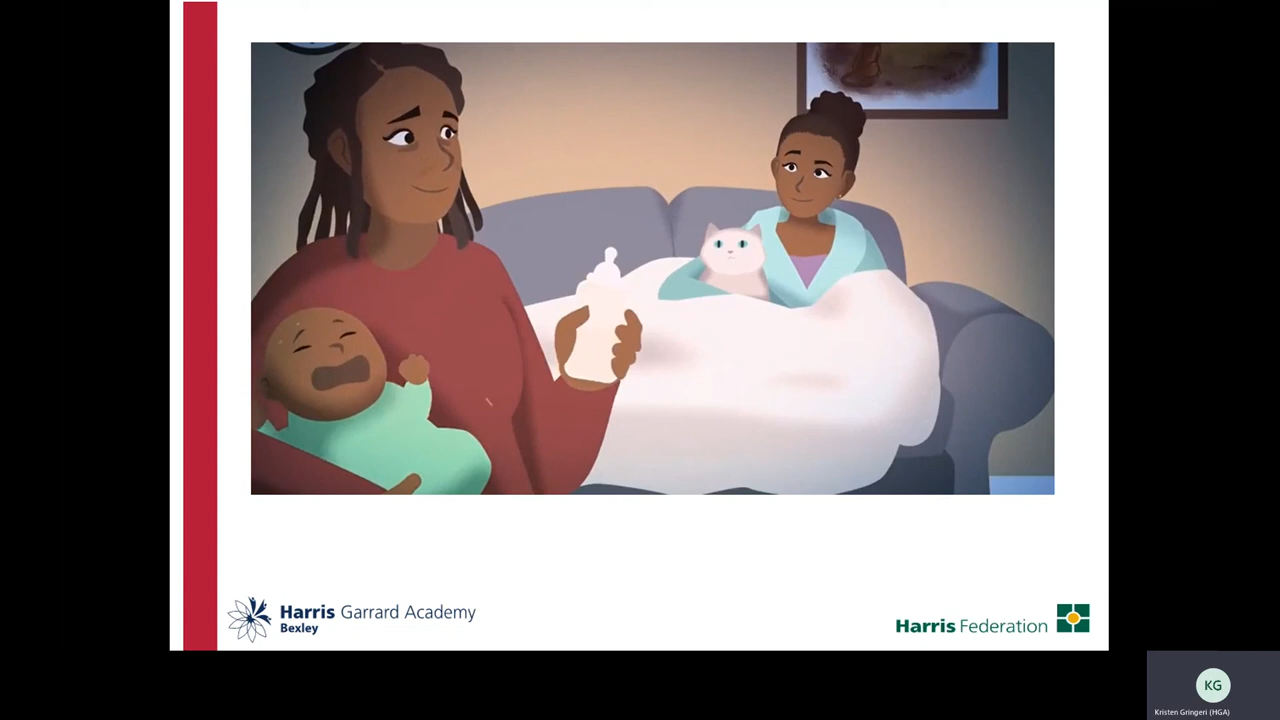 Harris Garrard Academy
Bexley
Harris Federation
KG
Kristen Gringeri (HGA)